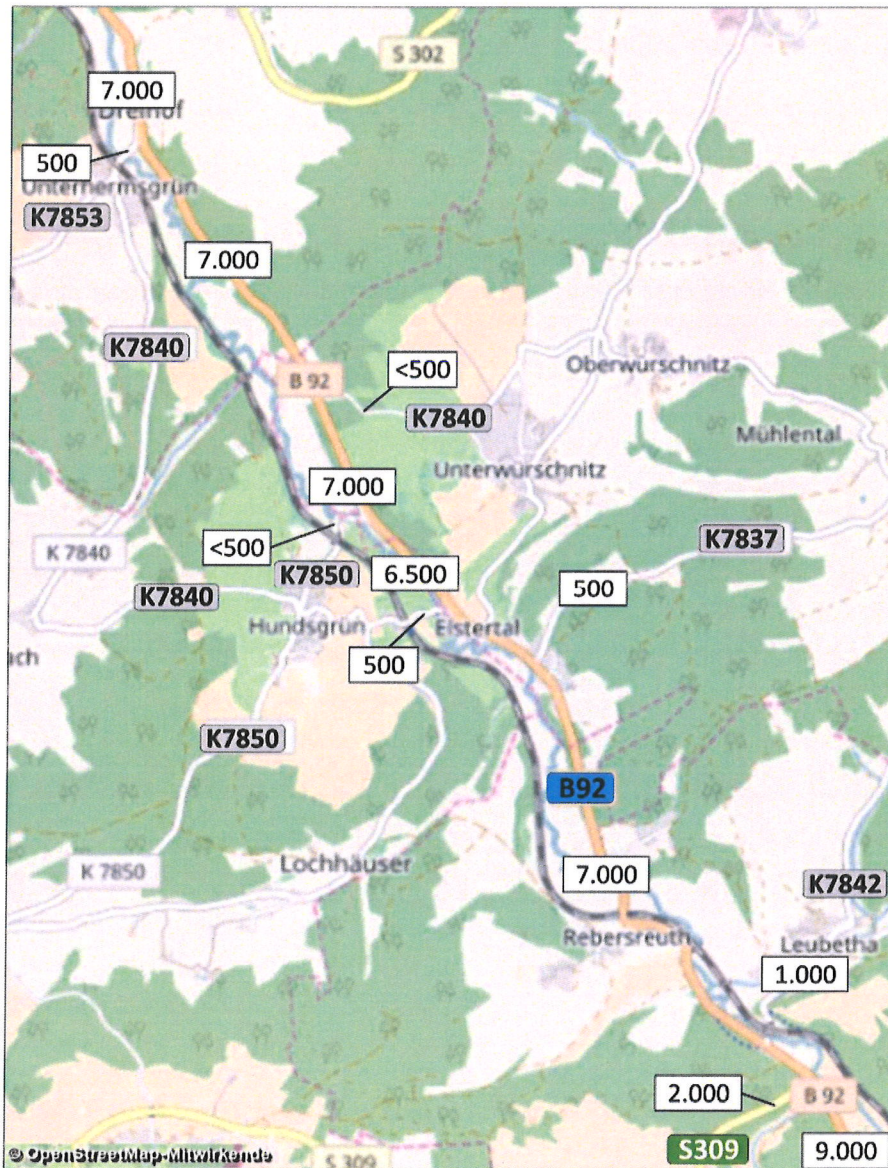 S 302
7.000
Dreihof
500
Unterhermsgrün
K7853
7.000
K7840
B 92
<500
K7840
Oberwürschnitz
Mühlental
Unterwürschnitz
7.000
<500
K7837
K 7840
K7850
6.500
K7840
500
Hundsgrün
Elstertal
500
ach
K7850
B92
Lochhäuser
K 7850
7.000
K7842
Rebersreuth
Leubetha
1.000
2.000
B 92
© OpenStreetMap-Mitwirkende
S 309
S309
9.000